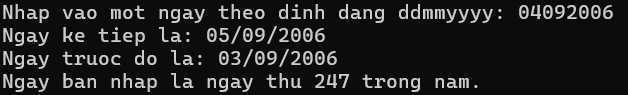 Nhap vao mot ngay theo dinh dang ddmmyyyy: 04092006
Ngay ke tiep la: 05/09/2006
Ngay truoc do la: 03/09/2006
Ngay ban nhap la ngay thu 247 trong nam.